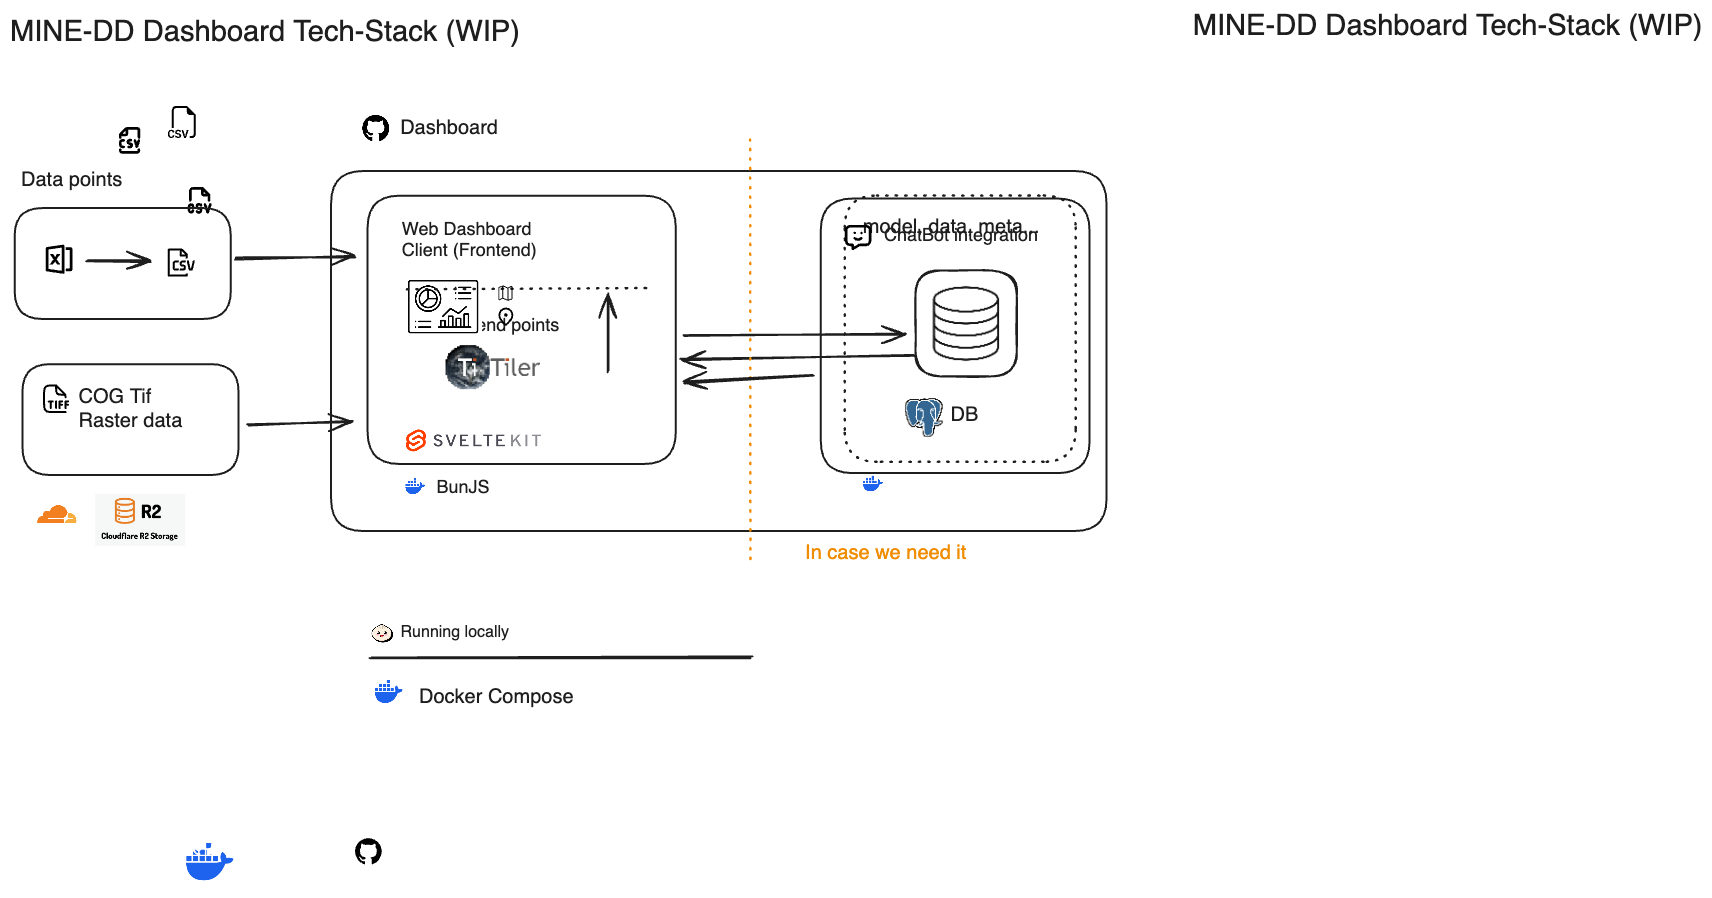 MINE-DD Dashboard Tech-Stack (WIP)
MINE-DD Dashboard Tech-Stack (WIP)
CSV
CSV
Dashboard
Data points
CSV
X
CSV
Web Dashboard
Client (Frontend)
model, data, meta...
ChatBot integration
end points
Ti Tiler
TIFF
COG Tif
Raster data
DB
SVELTEKIT
BunJS
R2
Cloudflare R2 Storage
In case we need it
Running locally
Docker Compose